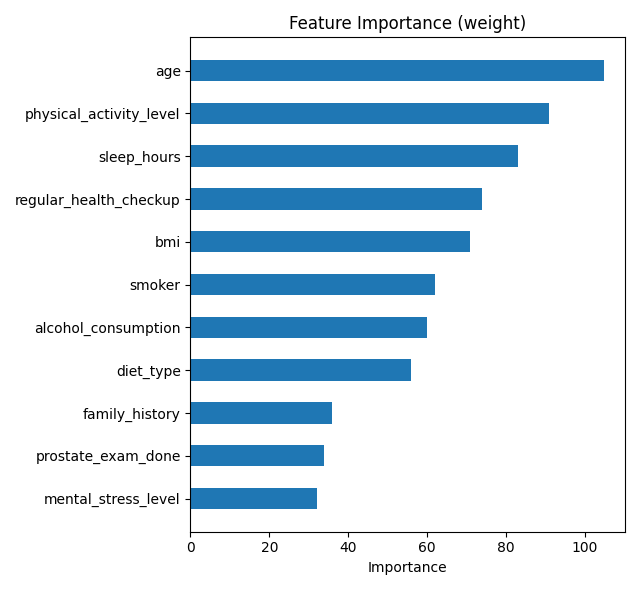 Feature Importance (weight)
age
physical_activity_level
sleep_hours
regular_health_checkup
bmi
smoker
alcohol_consumption
diet_type
family_history
prostate_exam_done
mental_stress_level
0 20 40 60 80 100
Importance